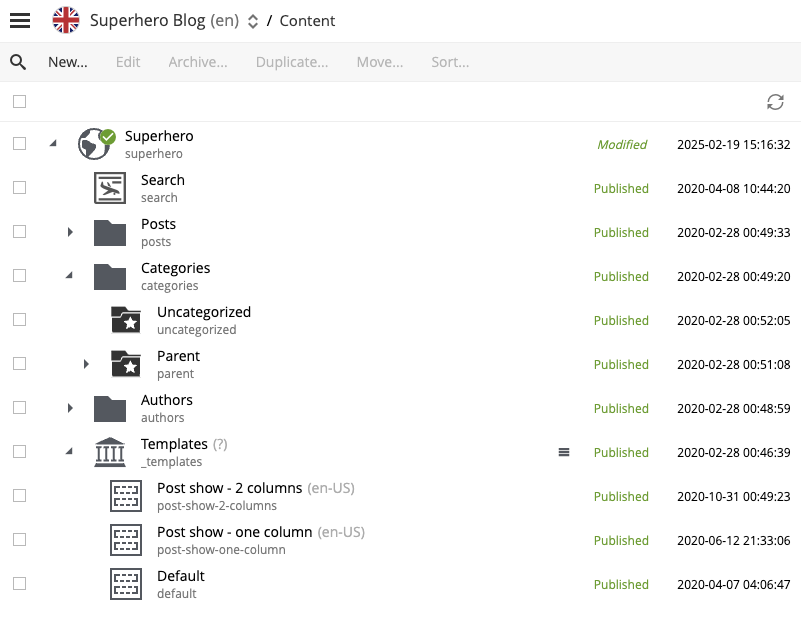 Superhero Blog (en) / Content
New... Edit Archive... Duplicate... Move... Sort...
Superhero Modified 2025-02-19 15:16:32
superhero
Search Published 2020-04-08 10:44:20
search
Posts Published 2020-02-28 00:49:33
posts
Categories Published 2020-02-28 00:49:20
categories
Uncategorized Published 2020-02-28 00:52:05
uncategorized
Parent Published 2020-02-28 00:51:08
parent
Authors Published 2020-02-28 00:48:59
authors
Templates (?) Published 2020-02-28 00:46:39
_templates
Post show - 2 columns (en-US) Published 2020-10-31 00:49:23
post-show-2-columns
Post show - one column (en-US) Published 2020-06-12 21:33:06
post-show-one-column
Default Published 2020-04-07 04:06:47
default